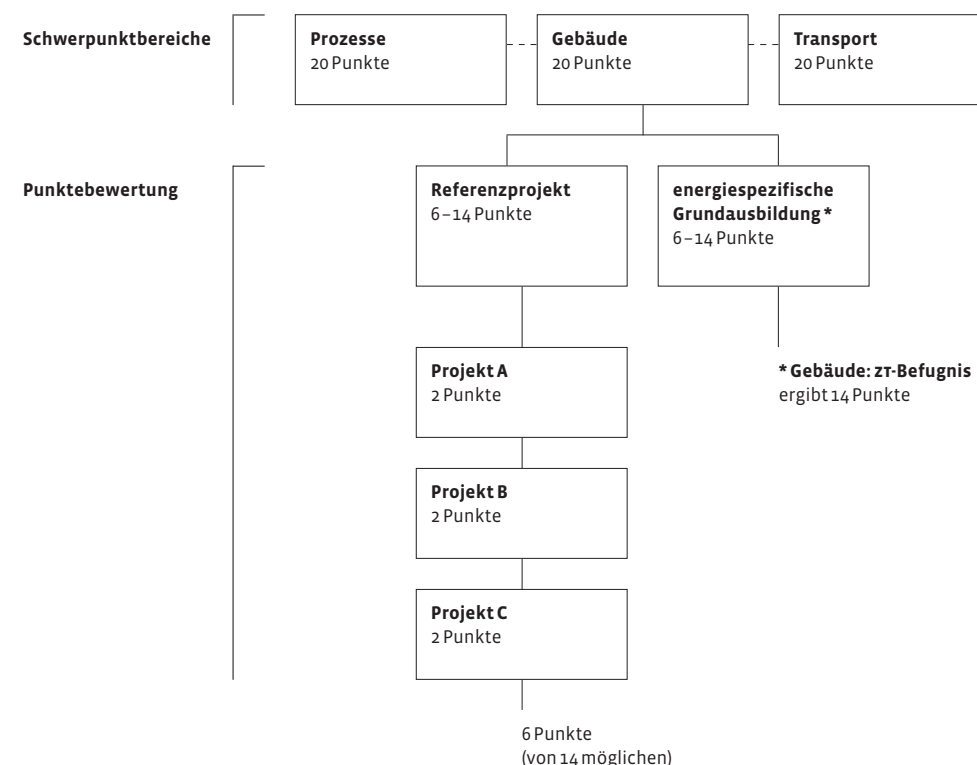 Schwerpunktbereiche
Prozesse
20 Punkte
Gebäude
20 Punkte
Transport
20 Punkte
Punktebewertung
Referenzprojekt
6–14 Punkte
energiespezifische
Grundausbildung *
6–14 Punkte
Projekt A
2 Punkte
* Gebäude: ZT-Befugnis
ergibt 14 Punkte
Projekt B
2 Punkte
Projekt C
2 Punkte
6 Punkte
(von 14 möglichen)